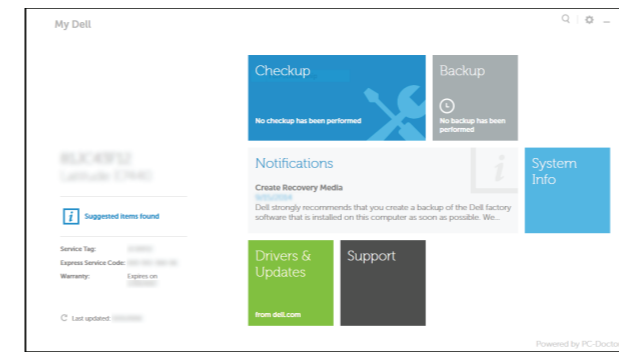 My Dell
Checkup
No checkup has been performed
Backup
No backup has been
performed
Notifications
Create Recovery Media
Dell strongly recommends that you create a backup of the Dell factory
software that is installed on this computer as soon as possible. We...
System
Info
Suggested items found
Service Tag:
Express Service Code:
Warranty: Expires on
Last updated:
Drivers &
Updates
from dell.com
Support
Powered by PC-Doctor